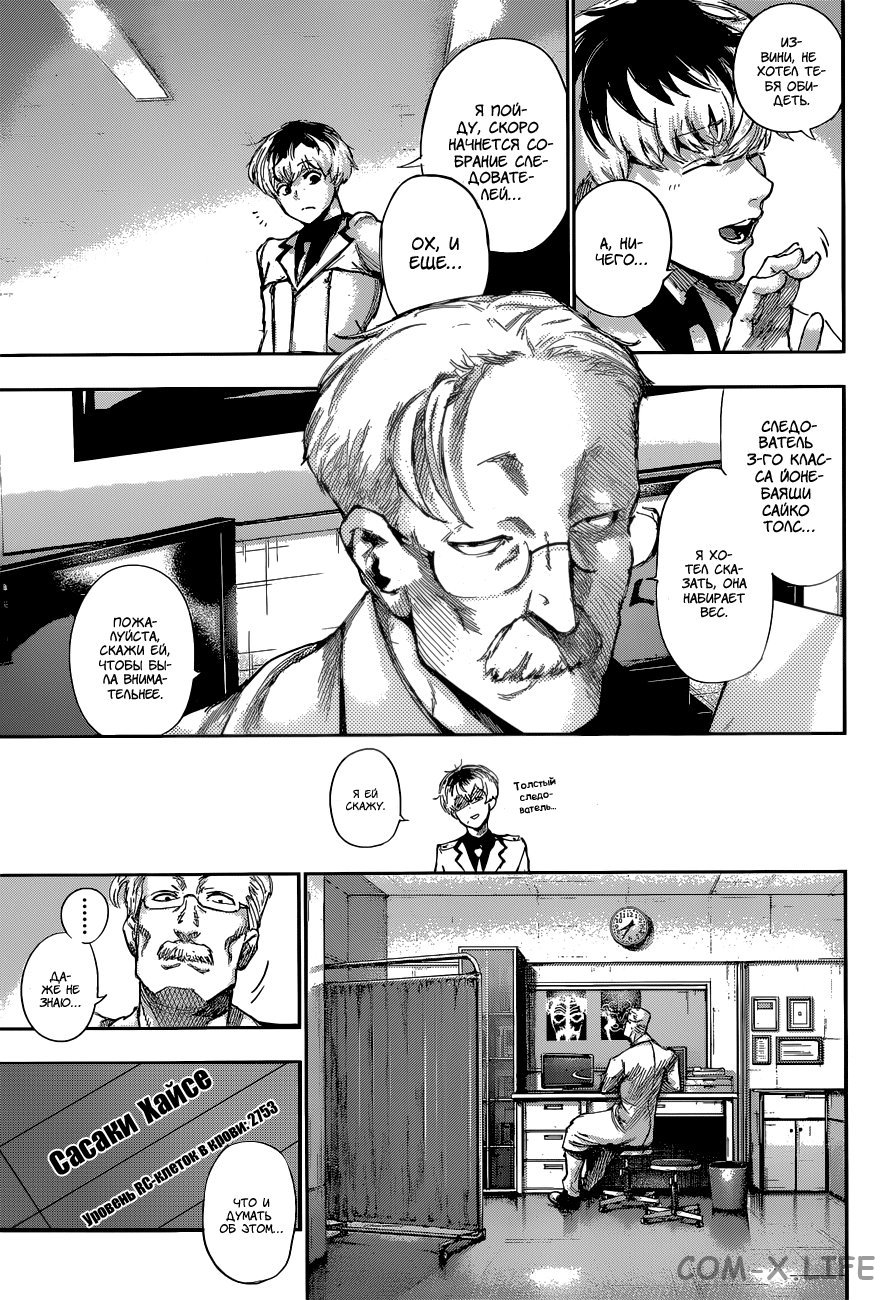 ИЗ-
ВИНИ, НЕ
ХОТЕЛ ТЕ-
БЯ ОБИ-
ДЕТЬ.
А, НИ-
ЧЕГО...
Я ПОЙ-
ДУ, СКОРО
НАЧНЕТСЯ СО-
БРАНИЕ СЛЕ-
ДОВАТЕ-
ЛЕЙ...
ОХ, И
ЕЩЕ...
СЛЕДО-
ВАТЕЛЬ
3-ГО КЛАС-
СА ЙОНЕ-
БАЯШИ
САЙКО
ТОЛС...
Я ХО-
ТЕЛ СКА-
ЗАТЬ, ОНА
НАБИРАЕТ
ВЕС.
ПОЖА-
ЛУЙСТА,
СКАЖИ ЕЙ,
ЧТОБЫ БЫ-
ЛА ВНИМА-
ТЕЛЬНЕЕ.
Я ЕЙ
СКАЖУ.
Толстый
следо-
ватель...
ДА-
ЖЕ НЕ
ЗНАЮ...
Сасаки Хайсе
Уровень RC-клеток в крови: 2753
ЧТО И
ДУМАТЬ
ОБ ЭТОМ...
COM-X.LIFE